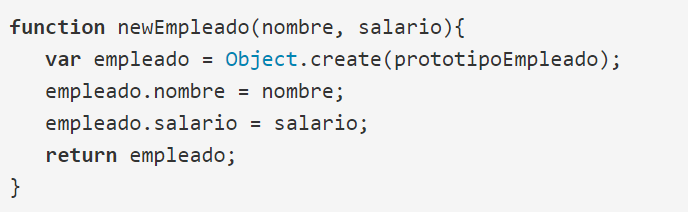 function newEmpleado(nombre, salario){
   var empleado = Object.create(prototipoEmpleado);
   empleado.nombre = nombre;
   empleado.salario = salario;
   return empleado;
}